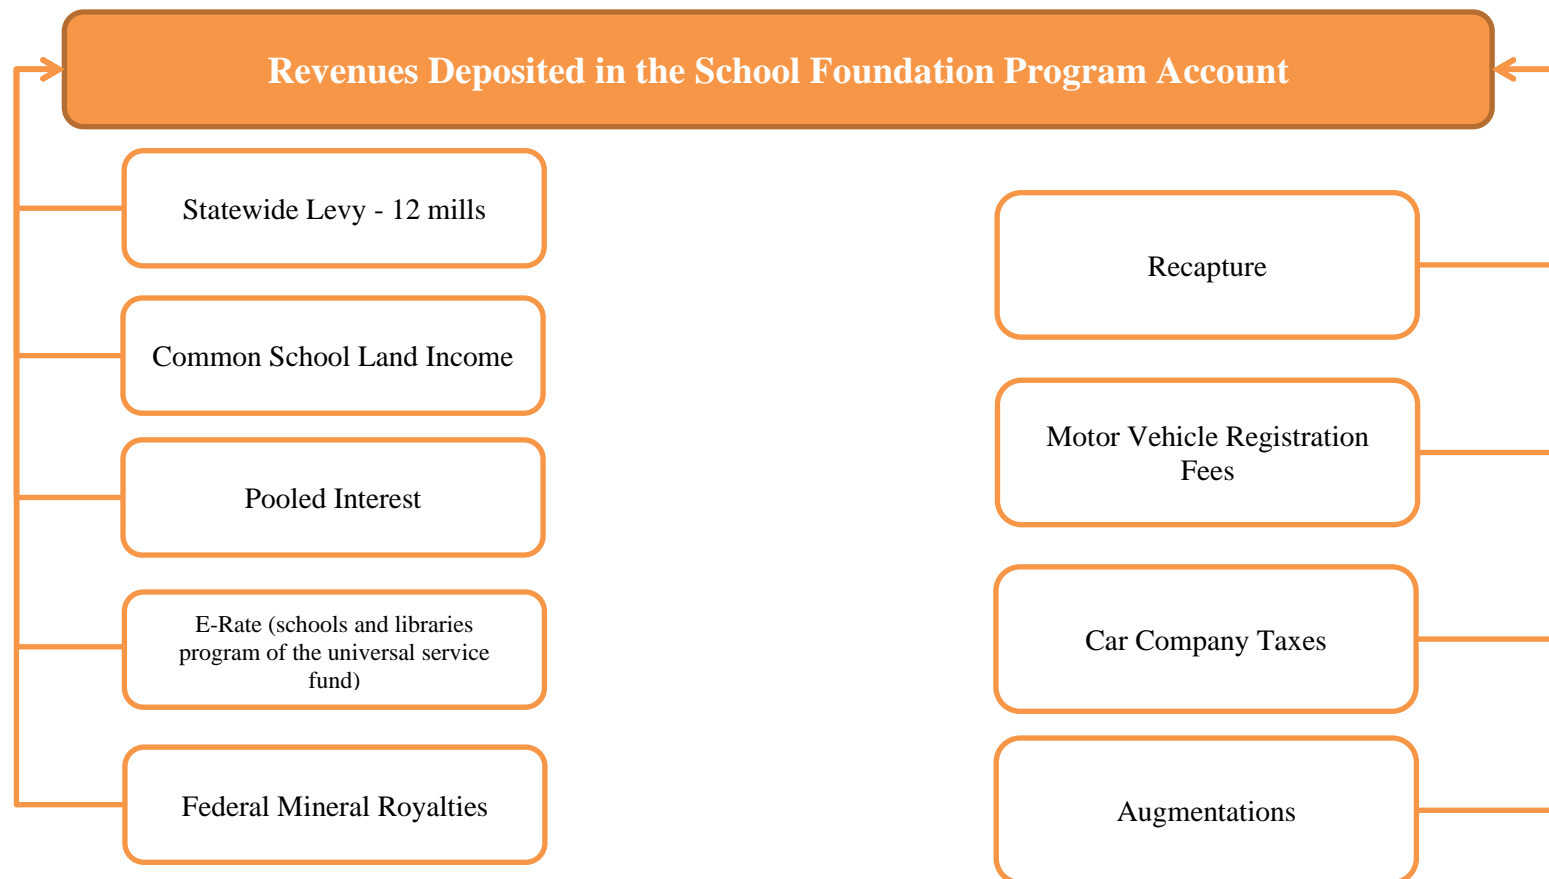 Revenues Deposited in the School Foundation Program Account
Statewide Levy - 12 mills
Common School Land Income
Pooled Interest
E-Rate (schools and libraries
program of the universal service
fund)
Federal Mineral Royalties
Recapture
Motor Vehicle Registration
Fees
Car Company Taxes
Augmentations